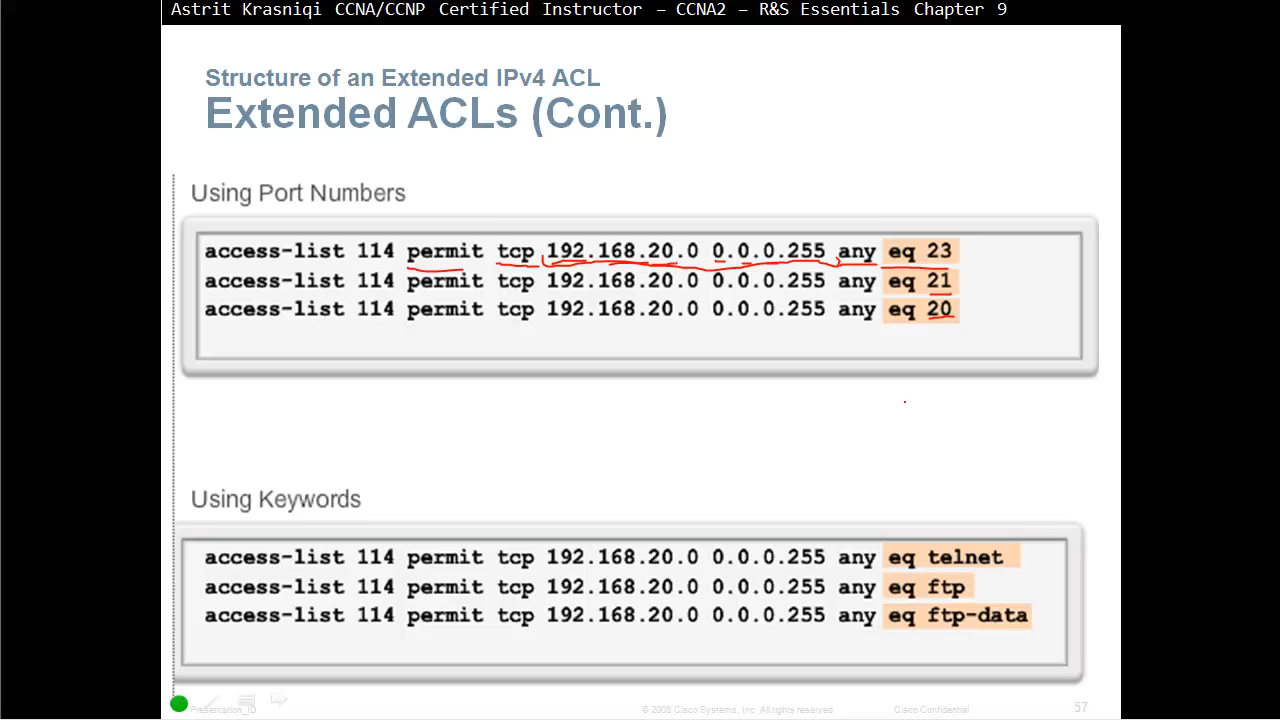 Astrit Krasniqi CCNA/CCNP Certified Instructor – CCNA2 – R&S Essentials Chapter 9
Structure of an Extended IPv4 ACL
Extended ACLs (Cont.)
Using Port Numbers
access-list 114 permit tcp 192.168.20.0 0.0.0.255 any eq 23
access-list 114 permit tcp 192.168.20.0 0.0.0.255 any eq 21
access-list 114 permit tcp 192.168.20.0 0.0.0.255 any eq 20
Using Keywords
access-list 114 permit tcp 192.168.20.0 0.0.0.255 any eq telnet
access-list 114 permit tcp 192.168.20.0 0.0.0.255 any eq ftp
access-list 114 permit tcp 192.168.20.0 0.0.0.255 any eq ftp-data
Presentation_ID © 2008 Cisco Systems, Inc. All rights reserved. Cisco Confidential 57